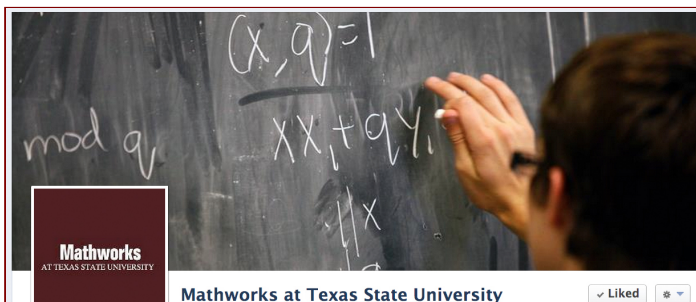 (x,q)=1
mod q
xx₁+qy₁
x
Mathworks
AT TEXAS STATE UNIVERSITY
Mathworks at Texas State University
Liked